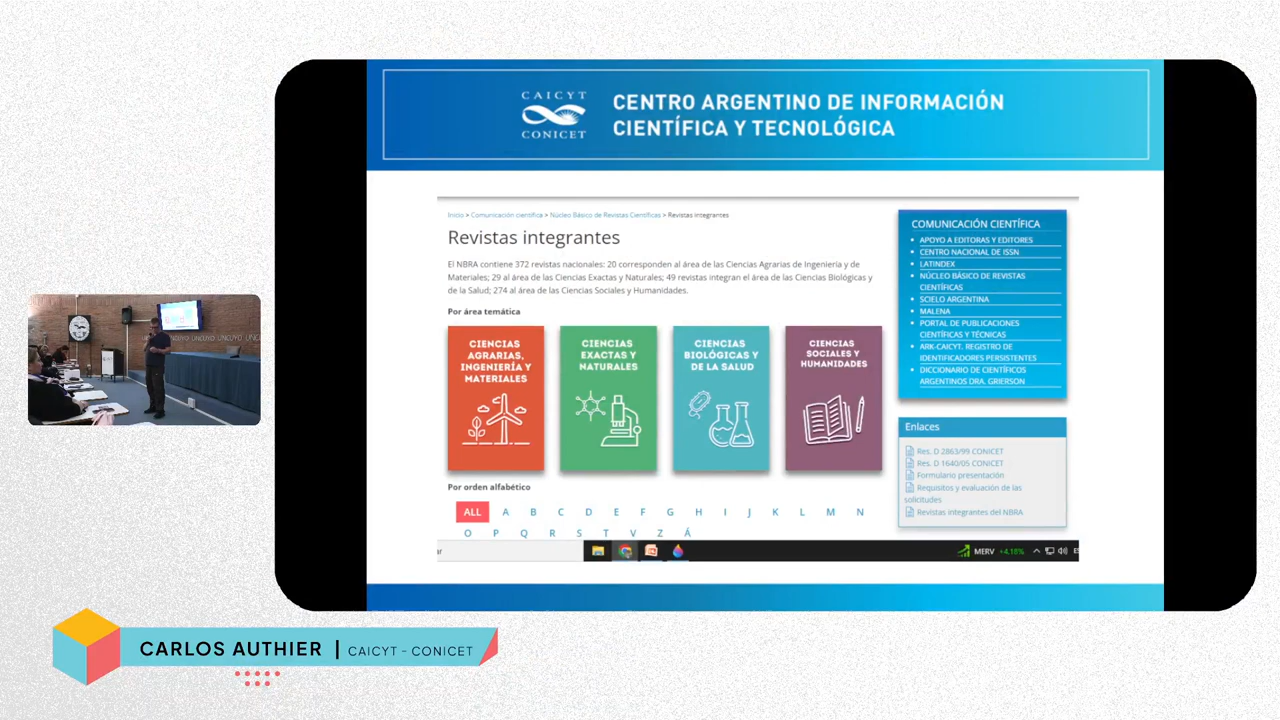 CAICYT
CONICET
CENTRO ARGENTINO DE INFORMACIÓN
CIENTÍFICA Y TECNOLÓGICA
Inicio > Comunicación científica > Núcleo Básico de Revistas Científicas > Revistas integrantes
Revistas integrantes
El NBRA contiene 372 revistas nacionales: 20 corresponden al área de las Ciencias Agrarias de Ingeniería y de
Materiales; 29 al área de las Ciencias Exactas y Naturales; 49 revistas integran el área de las Ciencias Biológicas y
de la Salud; 274 al área de las Ciencias Sociales y Humanidades.
Por área temática
CIENCIAS
AGRARIAS,
INGENIERÍA Y
MATERIALES
CIENCIAS
EXACTAS Y
NATURALES
CIENCIAS
BIOLÓGICAS Y
DE LA SALUD
CIENCIAS
SOCIALES Y
HUMANIDADES
Por orden alfabético
ALL A B C D E F G H I J K L M N
O P Q R S T V Z Á
COMUNICACIÓN CIENTÍFICA
APOYO A EDITORAS Y EDITORES
CENTRO NACIONAL DE ISSN
LATINDEX
NÚCLEO BÁSICO DE REVISTAS
CIENTÍFICAS
SCIELO ARGENTINA
MALENA
PORTAL DE PUBLICACIONES
CIENTÍFICAS Y TÉCNICAS
ARK-CAICYT. REGISTRO DE
IDENTIFICADORES PERSISTENTES
DICCIONARIO DE CIENTÍFICOS
ARGENTINOS DRA. GRIERSON
Enlaces
Res. D 2863/99 CONICET
Res. D 1640/05 CONICET
Formulario presentación
Requisitos y evaluación de las
solicitudes
Revistas integrantes del NBRA
MERV +4,18%
UNCUYO UNCUYO
CARLOS AUTHIER | CAICYT - CONICET